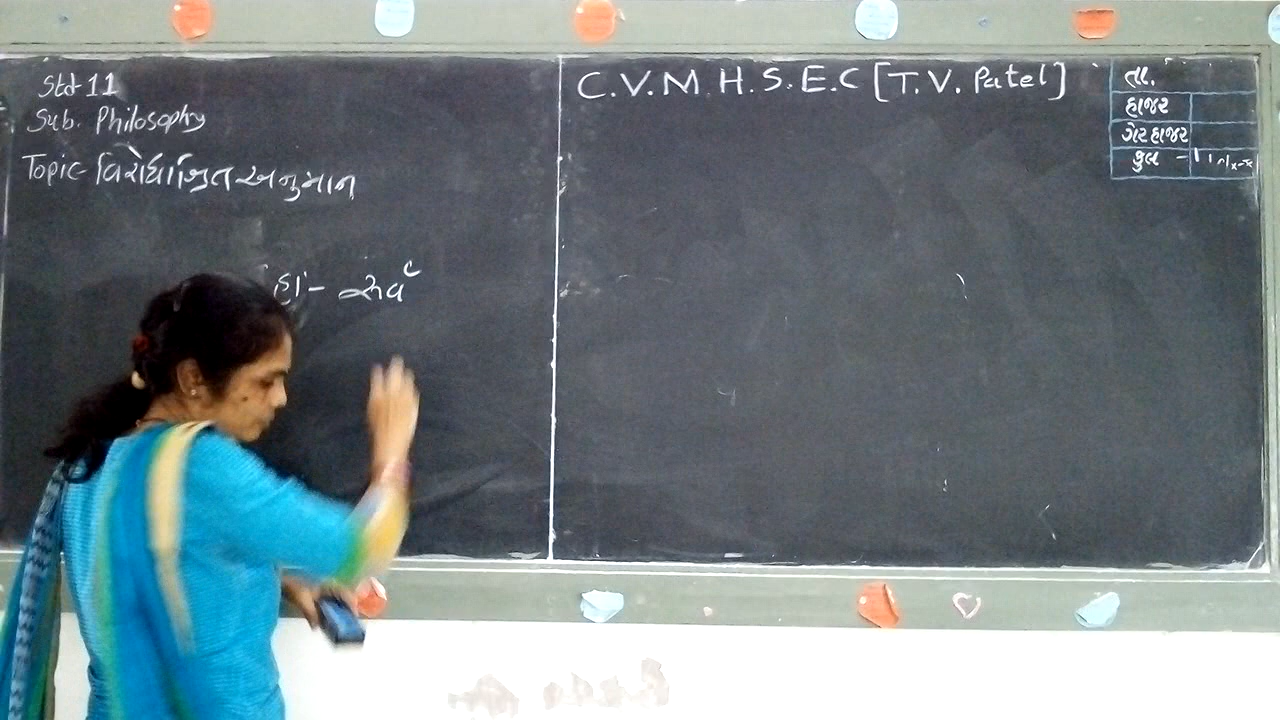 Std 11
Sub. Philosophy
Topic- વિરોધાશ્રિત અનુમાન
હા- સર્વ
C.V.M H.S.E.C [T.V. Patel]
તા.
હાજર
ગેરહાજર
કુલ